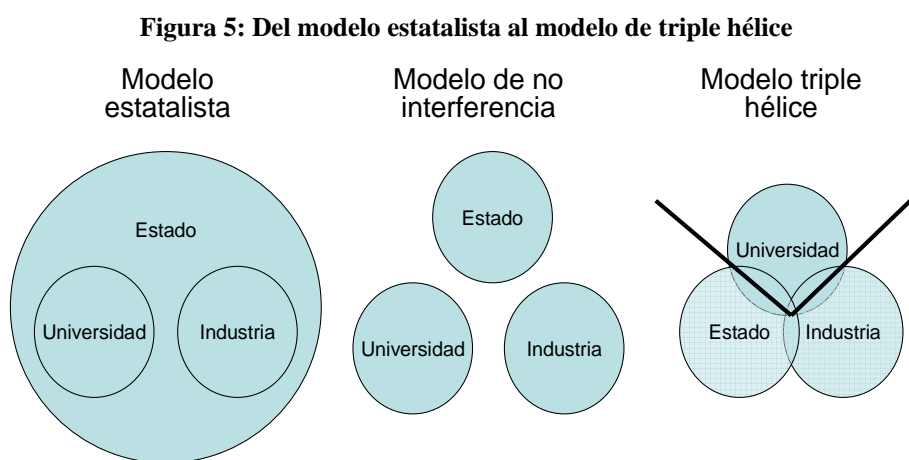 Figura 5: Del modelo estatalista al modelo de triple hélice
Modelo
estatalista
Estado
Universidad
Industria
Modelo de no
interferencia
Estado
Universidad
Industria
Modelo triple
hélice
Universidad
Estado
Industria